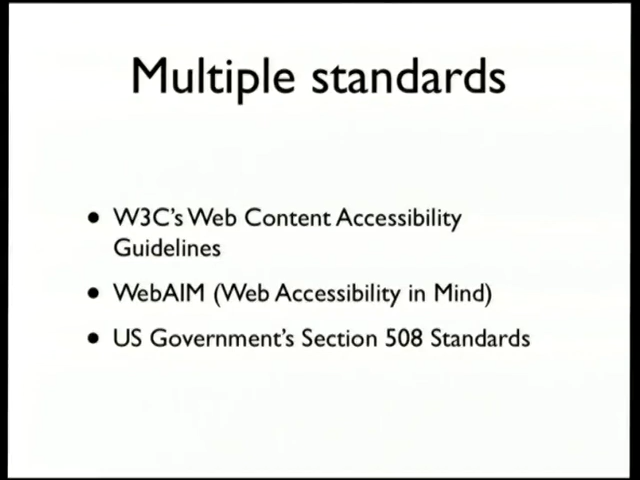 Multiple standards
• W3C's Web Content Accessibility
Guidelines
• WebAIM (Web Accessibility in Mind)
• US Government's Section 508 Standards